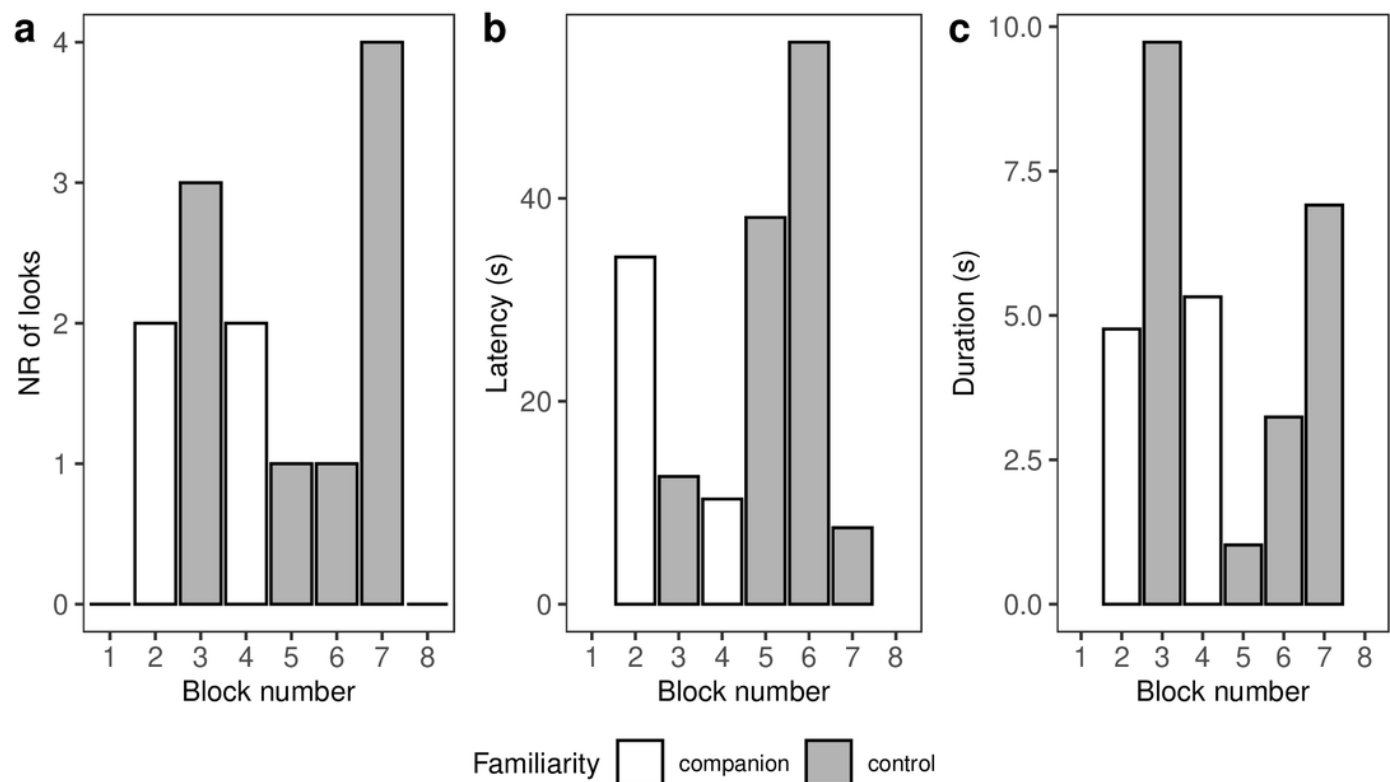 a
4
3
2
1
0
NR of looks
1 2 3 4 5 6 7 8
Block number
b
40
20
0
Latency (s)
1 2 3 4 5 6 7 8
Block number
c
10.0
7.5
5.0
2.5
0.0
Duration (s)
1 2 3 4 5 6 7 8
Block number
Familiarity companion control